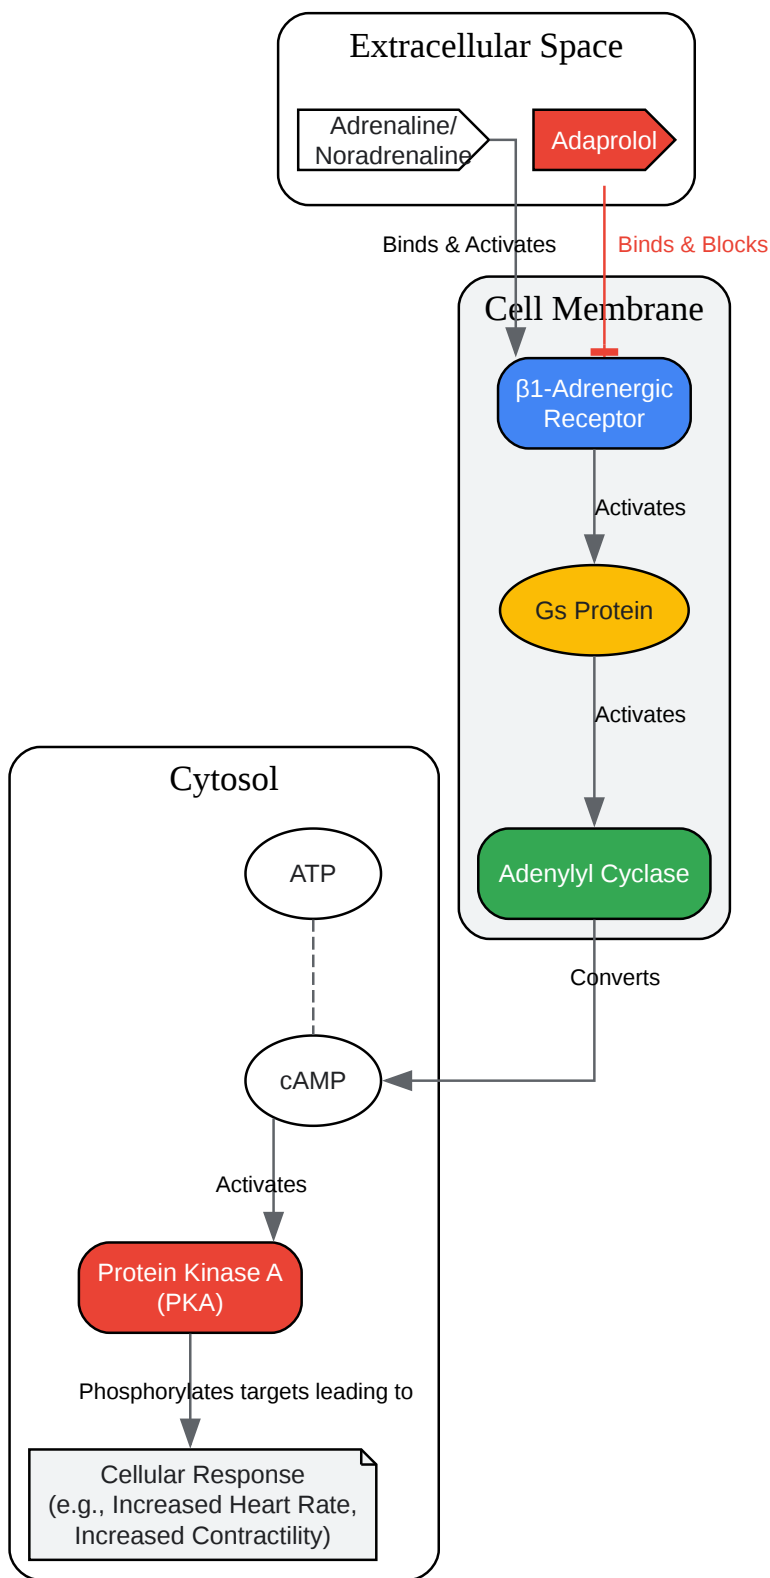 Extracellular Space
Adrenaline/
Noradrenaline
Adaprolol
Binds & Activates
Binds & Blocks
Cell Membrane
β1-Adrenergic
Receptor
Activates
Gs Protein
Activates
Adenylyl Cyclase
Converts
Cytosol
ATP
cAMP
Activates
Protein Kinase A
(PKA)
Phosphorylates targets leading to
Cellular Response
(e.g., Increased Heart Rate,
Increased Contractility)